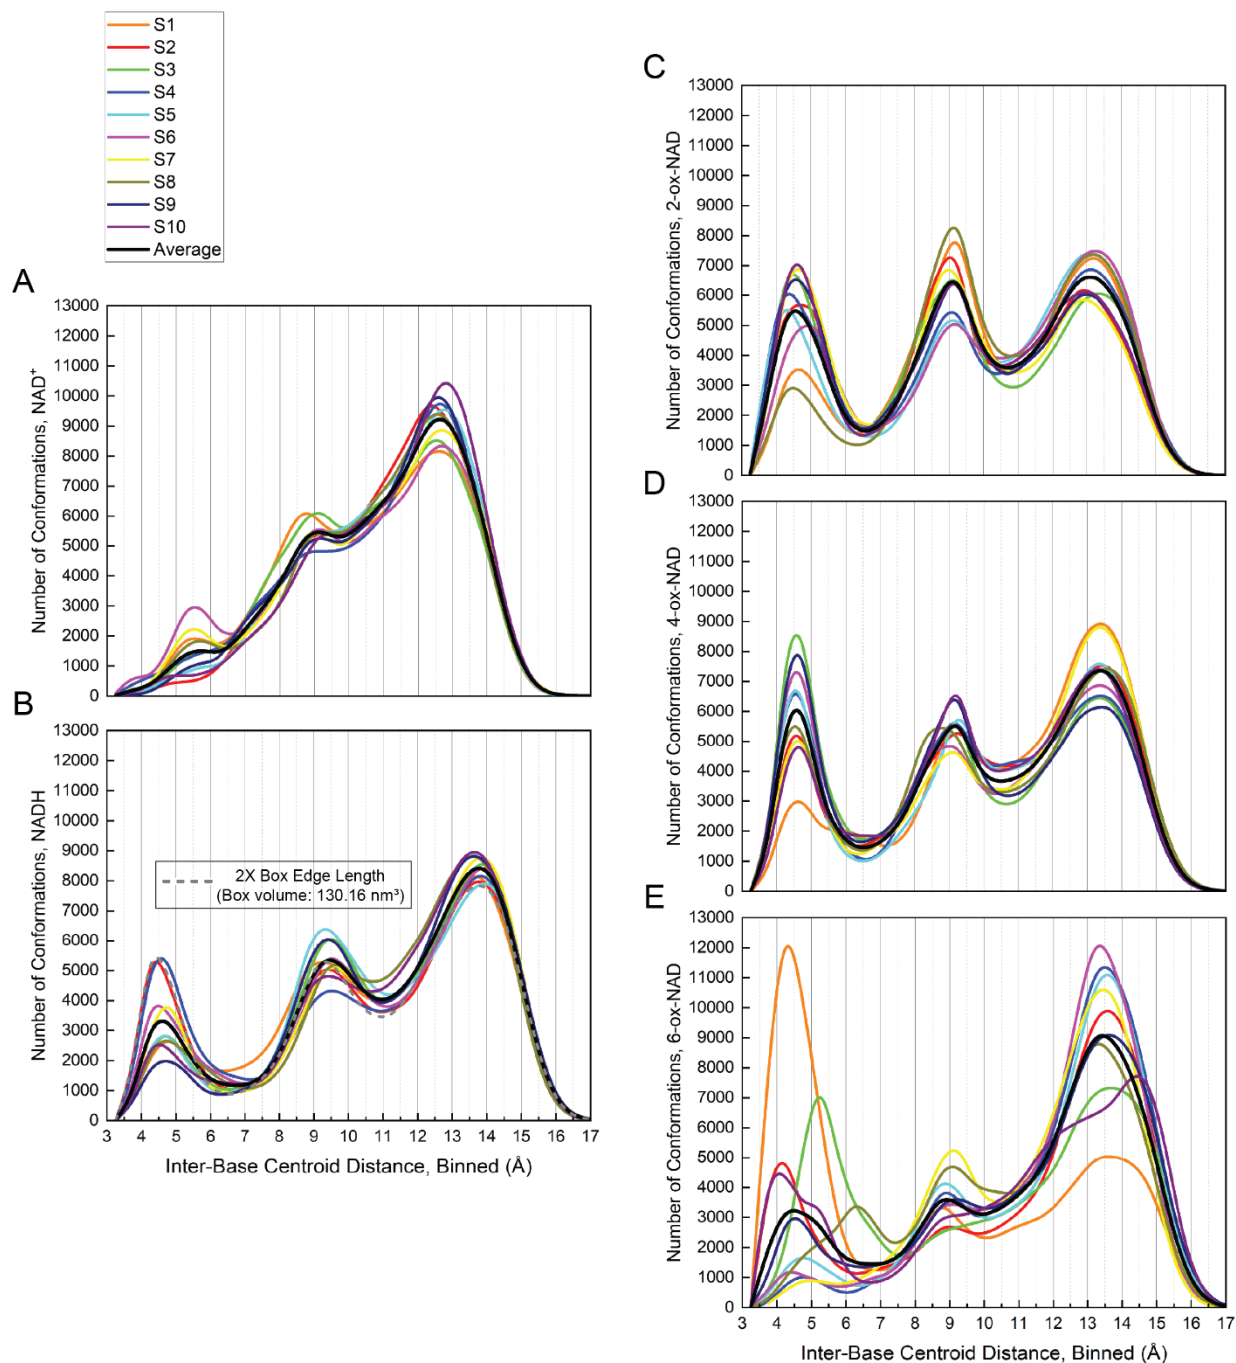 S1
S2
S3
S4
S5
S6
S7
S8
S9
S10
Average
A
13000
12000
11000
10000
9000
8000
7000
6000
5000
4000
3000
2000
1000
0
Number of Conformations, NAD⁺
B
13000
12000
11000
10000
9000
8000
7000
6000
5000
4000
3000
2000
1000
0
Number of Conformations, NADH
2X Box Edge Length
(Box volume: 130.16 nm³)
3 4 5 6 7 8 9 10 11 12 13 14 15 16 17
Inter-Base Centroid Distance, Binned (Å)
C
13000
12000
11000
10000
9000
8000
7000
6000
5000
4000
3000
2000
1000
0
Number of Conformations, 2-ox-NAD
D
13000
12000
11000
10000
9000
8000
7000
6000
5000
4000
3000
2000
1000
0
Number of Conformations, 4-ox-NAD
E
13000
12000
11000
10000
9000
8000
7000
6000
5000
4000
3000
2000
1000
0
Number of Conformations, 6-ox-NAD
3 4 5 6 7 8 9 10 11 12 13 14 15 16 17
Inter-Base Centroid Distance, Binned (Å)